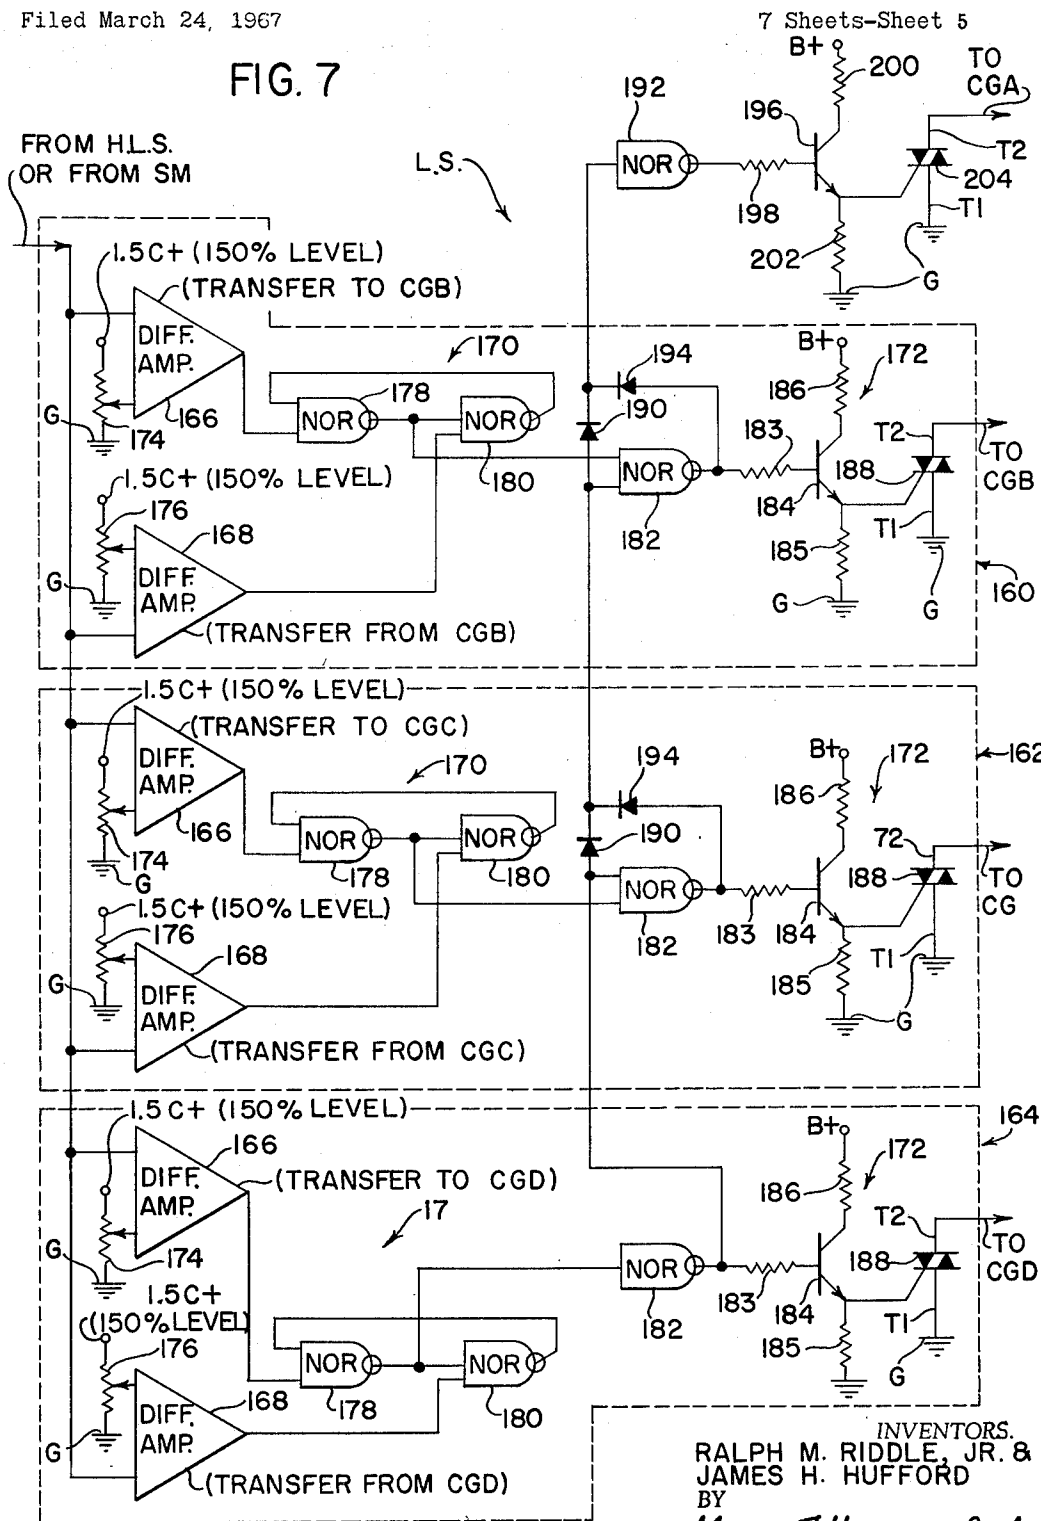 Filed March 24, 1967
7 Sheets-Sheet 5
FIG. 7
FROM H.L.S.
OR FROM SM
L.S.
192
NOR
196
198
B+
200
202
TO
CGA
T2
204
T1
G
1.5C+ (150% LEVEL)
(TRANSFER TO CGB)
DIFF.
AMP.
166
G
174
170
178
NOR
NOR
180
194
190
NOR
182
183
B+
186
172
184
185
G
T2
188
T1
TO
CGB
G
160
1.5C+ (150% LEVEL)
176
168
DIFF.
AMP.
G
(TRANSFER FROM CGB)
1.5C+ (150% LEVEL)
(TRANSFER TO CGC)
DIFF.
AMP.
166
174
G
170
NOR
178
NOR
180
194
190
NOR
182
183
B+
186
172
184
185
72
188
T1
TO
CG
G
162
1.5C+ (150% LEVEL)
176
168
DIFF.
AMP.
G
(TRANSFER FROM CGC)
1.5C+ (150% LEVEL)
166
(TRANSFER TO CGD)
DIFF.
AMP.
G
174
17
NOR
178
NOR
180
NOR
182
183
B+
186
172
184
185
T2
188
T1
TO
CGD
G
164
1.5C+
(150% LEVEL)
176
168
DIFF.
AMP.
G
(TRANSFER FROM CGD)
INVENTORS.
RALPH M. RIDDLE, JR. &
JAMES H. HUFFORD
BY